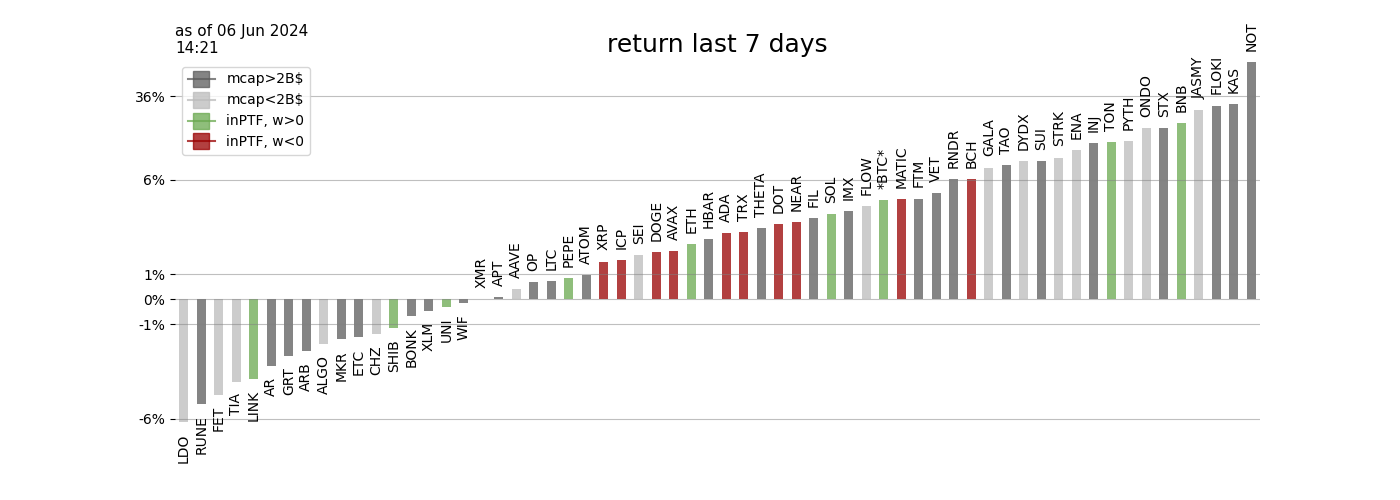 as of 06 Jun 2024
14:21
return last 7 days
mcap>2B$
mcap<2B$
inPTF, w>0
inPTF, w<0
36%
6%
1%
0%
-1%
-6%
LDO
RUNE
FET
TIA
LINK
AR
GRT
ARB
ALGO
MKR
ETC
CHZ
SHIB
BONK
XLM
UNI
WIF
XMR
APT
AAVE
OP
LTC
PEPE
ATOM
XRP
ICP
SEI
DOGE
AVAX
ETH
HBAR
ADA
TRX
THETA
DOT
NEAR
FIL
SOL
IMX
FLOW
*BTC*
MATIC
FTM
VET
RNDR
BCH
GALA
TAO
DYDX
SUI
STRK
ENA
INJ
TON
PYTH
ONDO
STX
BNB
JASMY
FLOKI
KAS
NOT